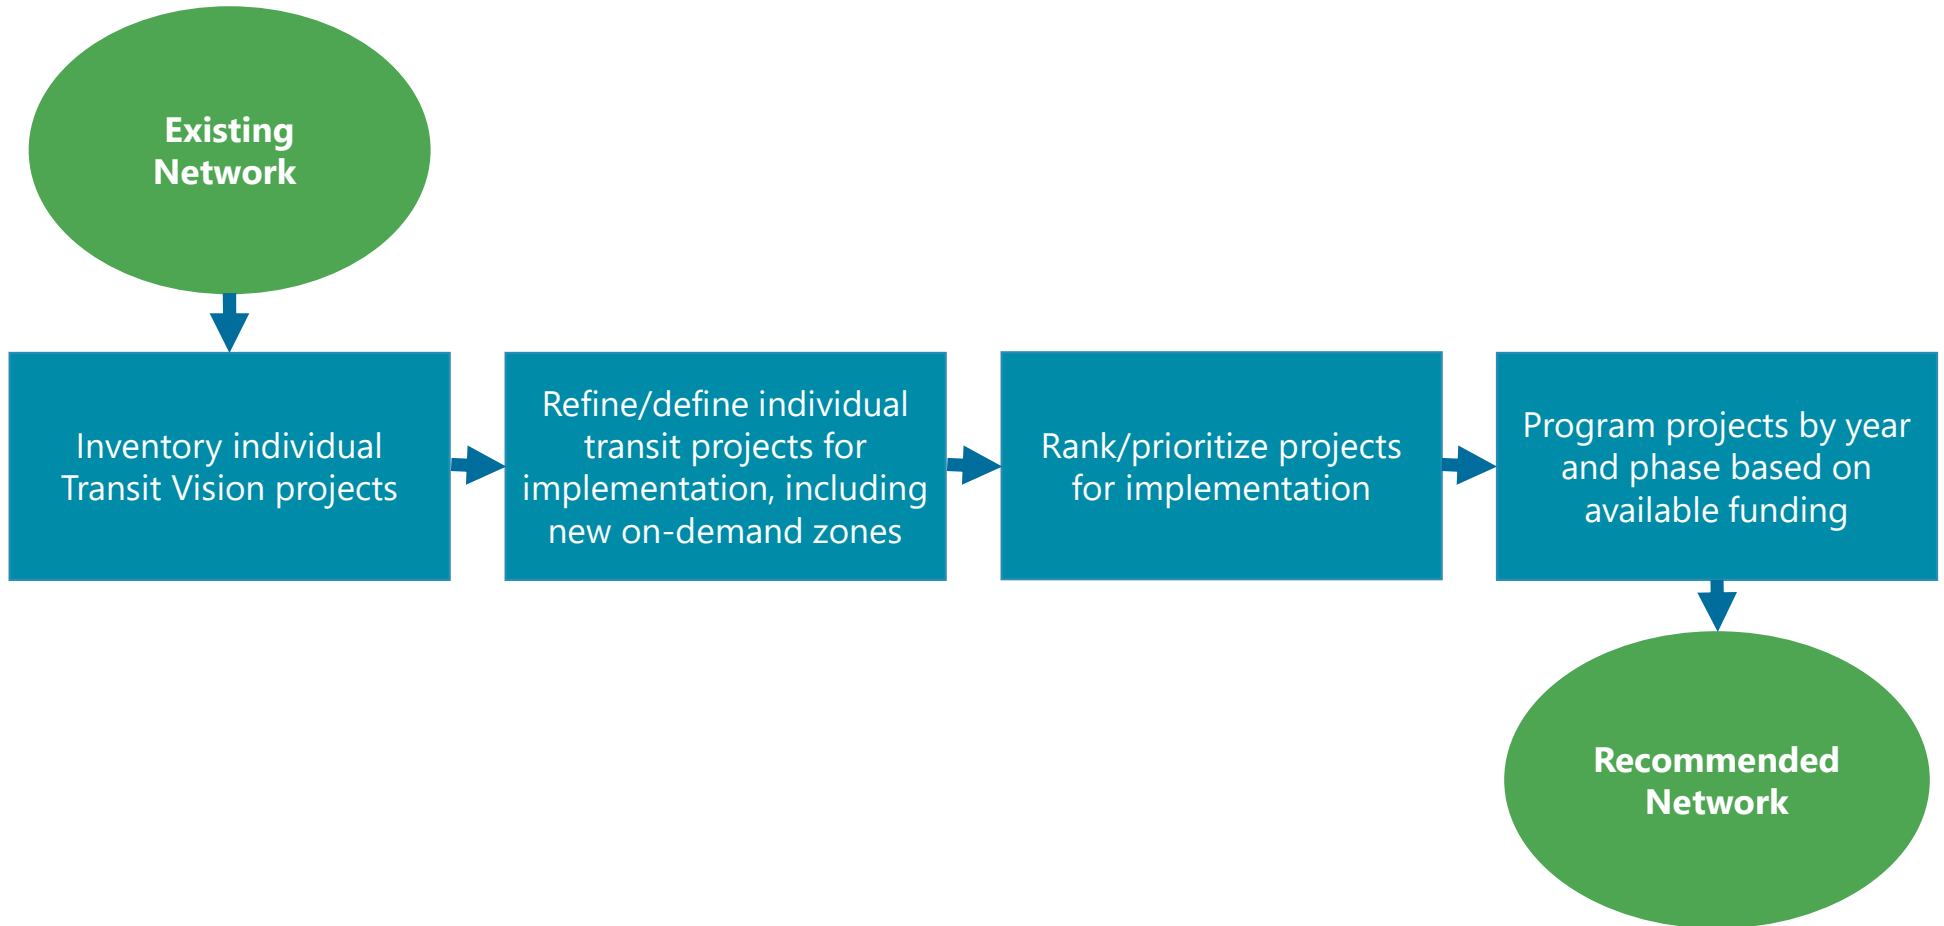 Existing
Network
Inventory individual
Transit Vision projects
Refine/define individual
transit projects for
implementation, including
new on-demand zones
Rank/prioritize projects
for implementation
Program projects by year
and phase based on
available funding
Recommended
Network